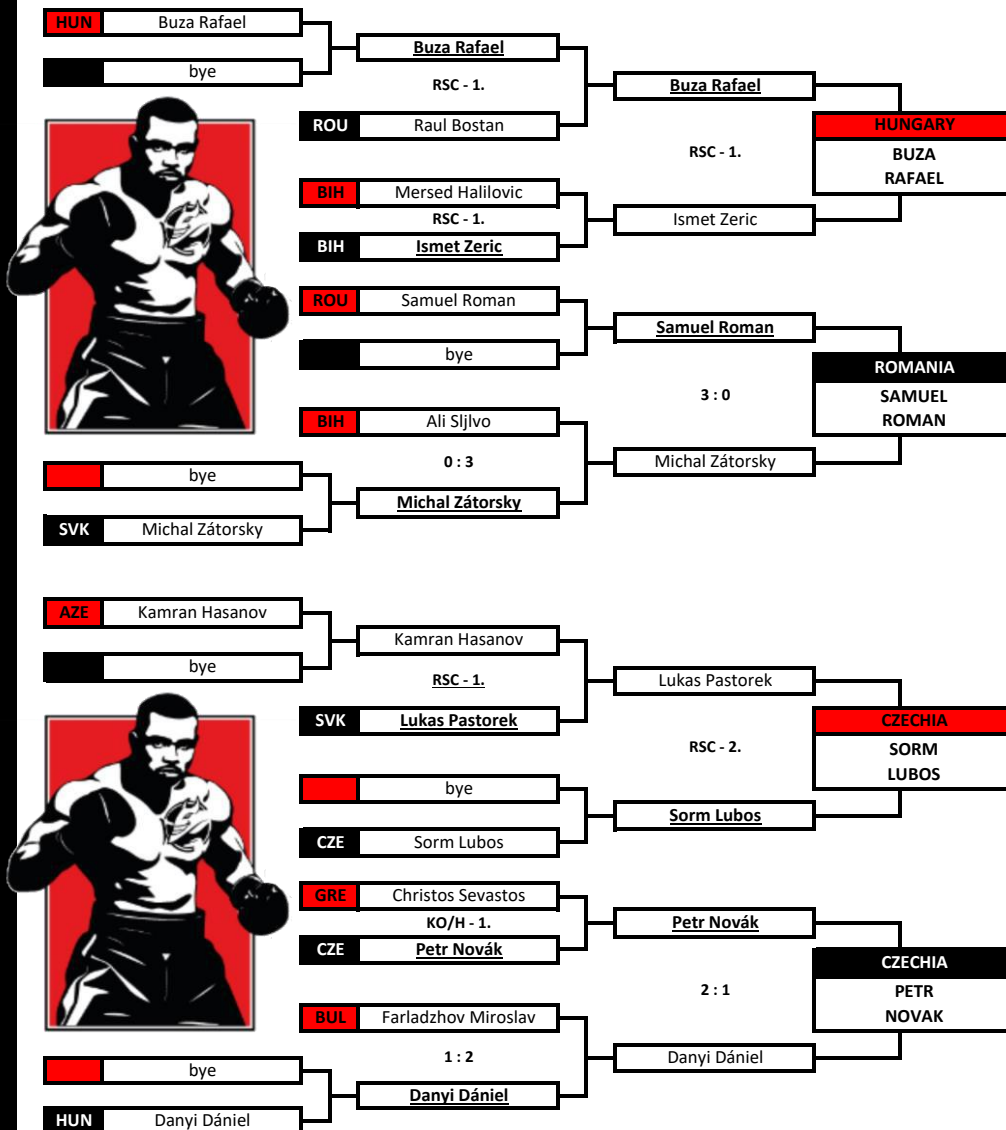 HUN Buza Rafael
Buza Rafael
bye
RSC - 1.
Buza Rafael
ROU Raul Bostan
HUNGARY
RSC - 1.
BUZA
RAFAEL
BIH Mersed Halilovic
RSC - 1.
Ismet Zeric
BIH Ismet Zeric
ROU Samuel Roman
Samuel Roman
bye
ROMANIA
3 : 0
SAMUEL
ROMAN
BIH Ali Sljlvo
0 : 3
Michal Zátorsky
bye
Michal Zátorsky
SVK Michal Zátorsky
AZE Kamran Hasanov
Kamran Hasanov
bye
RSC - 1.
Lukas Pastorek
SVK Lukas Pastorek
CZECHIA
RSC - 2.
SORM
LUBOS
bye
Sorm Lubos
CZE Sorm Lubos
GRE Christos Sevastos
KO/H - 1.
Petr Novák
CZE Petr Novák
CZECHIA
2 : 1
PETR
NOVAK
BUL Farladzhov Miroslav
1 : 2
Danyi Dániel
bye
Danyi Dániel
HUN Danyi Dániel